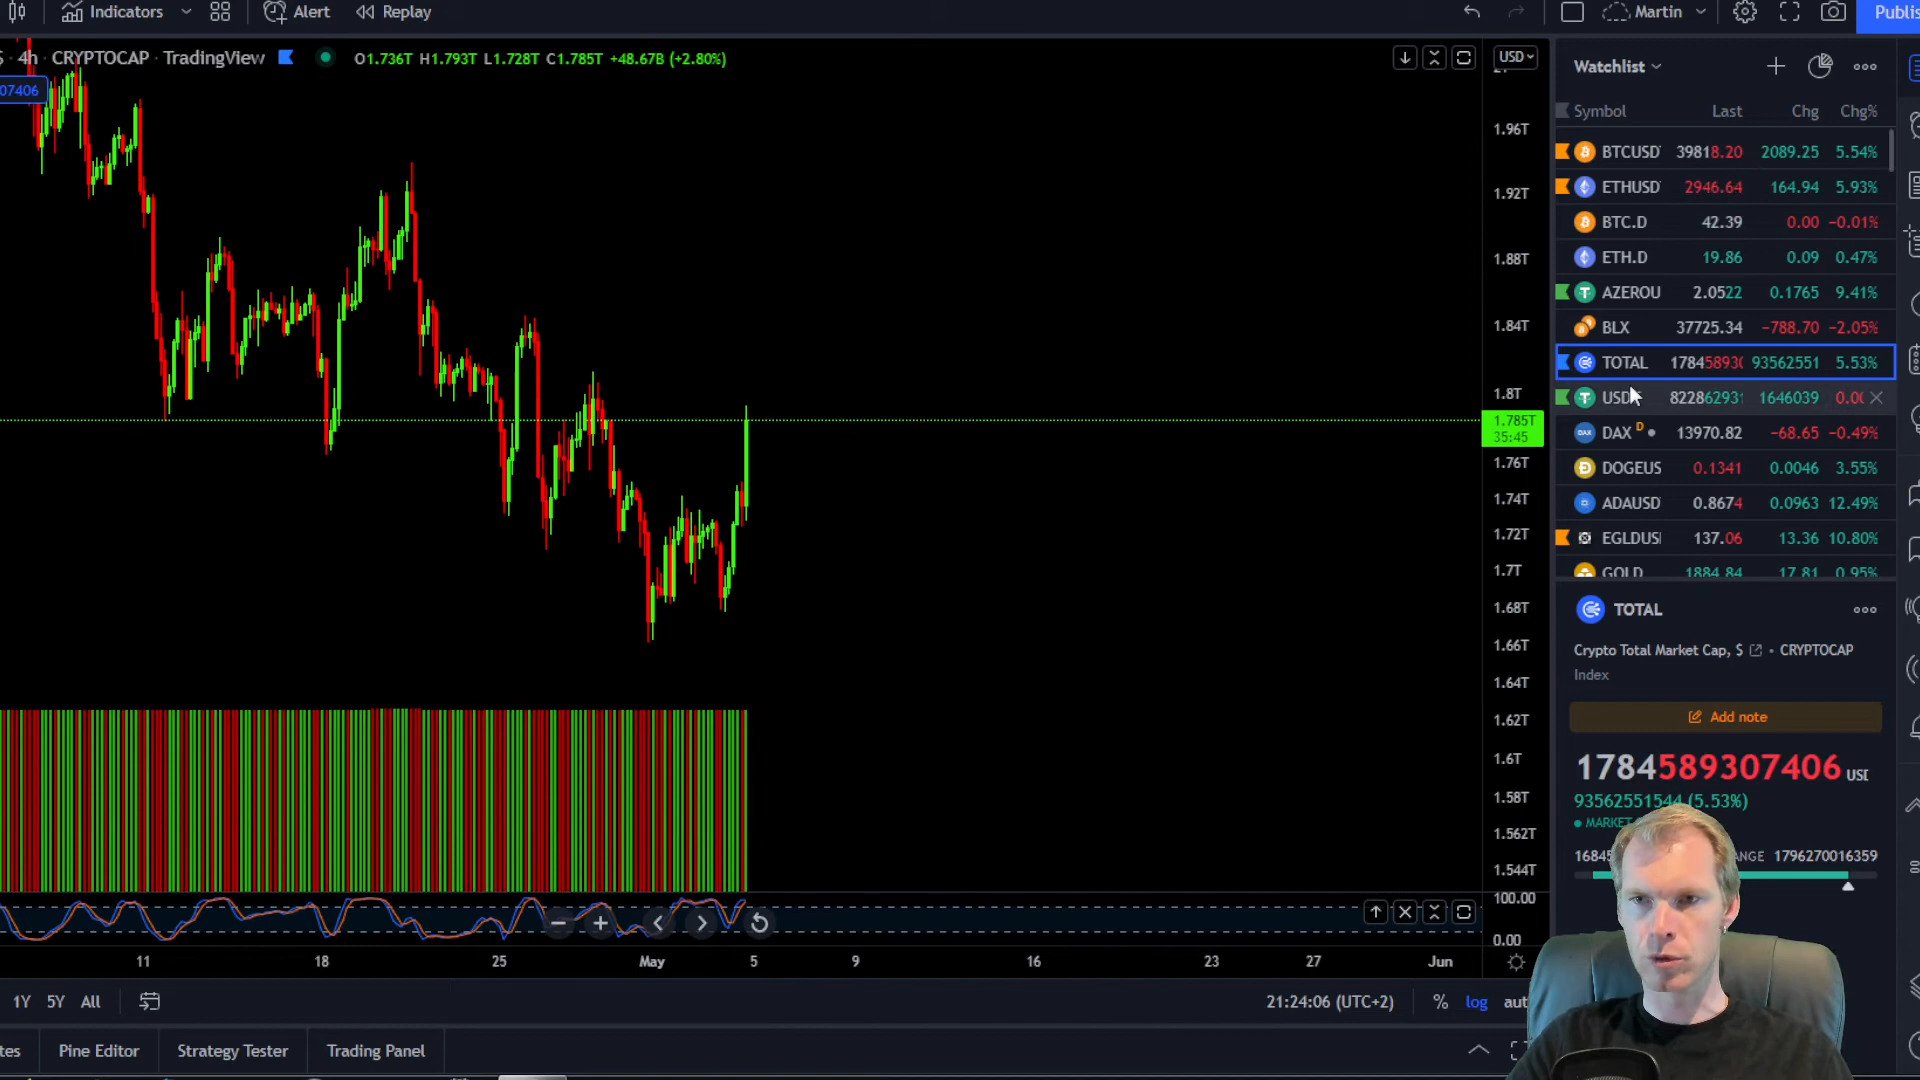 Indicators Alert Replay Martin Publis
4h · CRYPTOCAP TradingView O1.736T H1.793T L1.728T C1.785T +48.67B (+2.80%) USD
07406
1.96T
1.92T
1.88T
1.84T
1.8T
1.785T
35:45
1.76T
1.74T
1.72T
1.7T
1.68T
1.66T
1.64T
1.62T
1.6T
1.58T
1.562T
1.544T
100.00
0.00
11 18 25 May 5 9 16 23 27 Jun
1Y 5Y All 21:24:06 (UTC+2) % log aut
tes Pine Editor Strategy Tester Trading Panel
Watchlist
Symbol Last Chg Chg%
BTCUSD 39818.20 2089.25 5.54%
ETHUSD 2946.64 164.94 5.93%
BTC.D 42.39 0.00 −0.01%
ETH.D 19.86 0.09 0.47%
AZEROU 2.0522 0.1765 9.41%
BLX 37725.34 −788.70 −2.05%
TOTAL 178458930 93562551 5.53%
USD 822862931 1646039 0.00
DAX D 13970.82 −68.65 −0.49%
DOGEUS 0.1341 0.0046 3.55%
ADAUSD 0.8674 0.0963 12.49%
EGLDUS 137.06 13.36 10.80%
GOLD 1884.84 17.81 0.95%
TOTAL
Crypto Total Market Cap, $ • CRYPTOCAP
Index
Add note
1784589307406 USD
93562551544 (5.53%)
MARKET
16845 ANGE 1796270016359